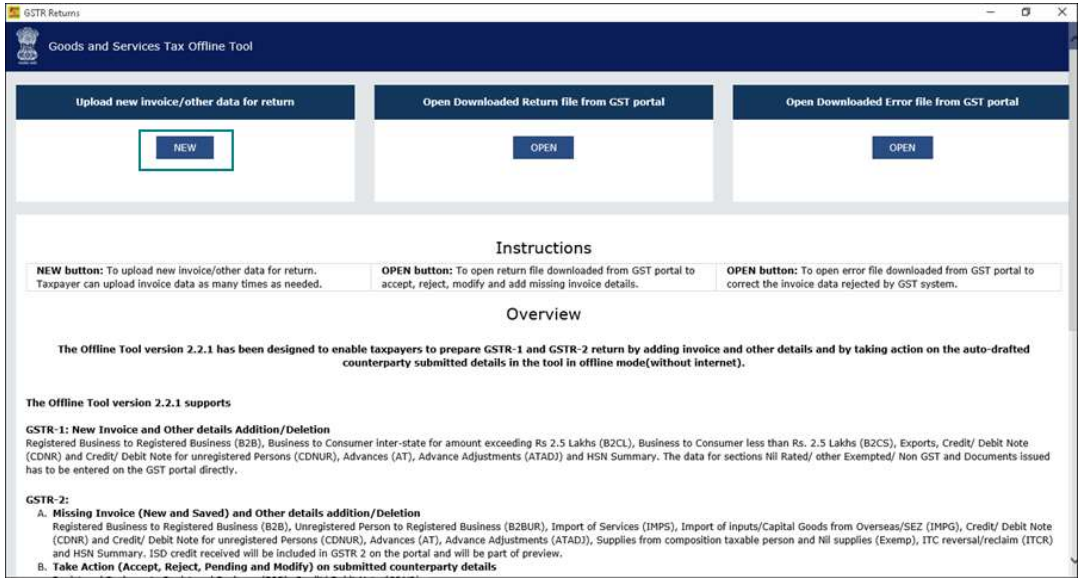 GSTR Returns
Goods and Services Tax Offline Tool
Upload new invoice/other data for return
NEW
Open Downloaded Return file from GST portal
OPEN
Open Downloaded Error file from GST portal
OPEN
Instructions
NEW button: To upload new invoice/other data for return.
Taxpayer can upload invoice data as many times as needed.
OPEN button: To open return file downloaded from GST portal to
accept, reject, modify and add missing invoice details.
OPEN button: To open error file downloaded from GST portal to
correct the invoice data rejected by GST system.
Overview
The Offline Tool version 2.2.1 has been designed to enable taxpayers to prepare GSTR-1 and GSTR-2 return by adding invoice and other details and by taking action on the auto-drafted
counterparty submitted details in the tool in offline mode(without internet).
The Offline Tool version 2.2.1 supports
GSTR-1: New Invoice and Other details Addition/Deletion
Registered Business to Registered Business (B2B), Business to Consumer inter-state for amount exceeding Rs 2.5 Lakhs (B2CL), Business to Consumer less than Rs. 2.5 Lakhs (B2CS), Exports, Credit/ Debit Note
(CDNR) and Credit/ Debit Note for unregistered Persons (CDNUR), Advances (AT), Advance Adjustments (ATADJ) and HSN Summary. The data for sections Nil Rated/ other Exempted/ Non GST and Documents issued
has to be entered on the GST portal directly.
GSTR-2:
A. Missing Invoice (New and Saved) and Other details addition/Deletion
Registered Business to Registered Business (B2B), Unregistered Person to Registered Business (B2BUR), Import of Services (IMPS), Import of inputs/Capital Goods from Overseas/SEZ (IMPG), Credit/ Debit Note
(CDNR) and Credit/ Debit Note for unregistered Persons (CDNUR), Advances (AT), Advance Adjustments (ATADJ), Supplies from composition taxable person and Nil supplies (Exemp), ITC reversal/reclaim (ITCR)
and HSN Summary. ISD credit received will be included in GSTR 2 on the portal and will be part of preview.
B. Take Action (Accept, Reject, Pending and Modify) on submitted counterparty details